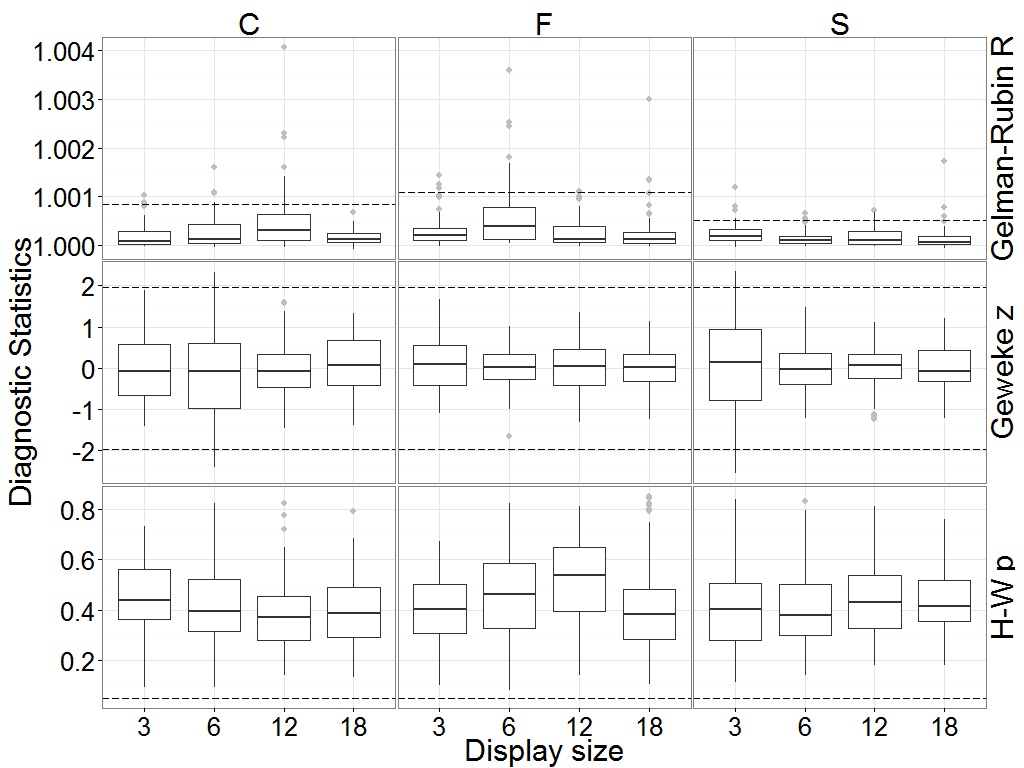 C F S
1.004
1.003
1.002
1.001
1.000
Gelman-Rubin R
2
1
0
-1
-2
Geweke z
0.8
0.6
0.4
0.2
H-W p
Diagnostic Statistics
3 6 12 18 3 6 12 18 3 6 12 18
Display size